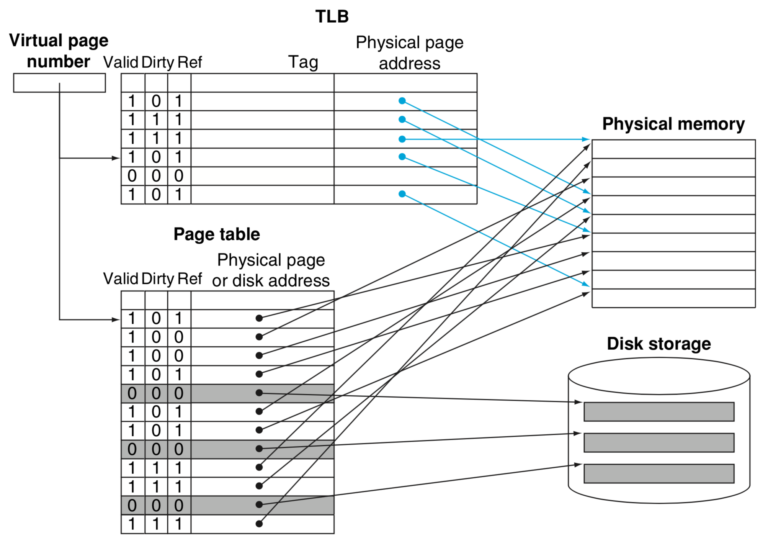 TLB
Virtual page
number
Valid Dirty Ref
Tag
Physical page
address
1 0 1
1 1 1
1 1 1
1 0 1
0 0 0
1 0 1
Physical memory
Page table
Valid Dirty Ref
Physical page
or disk address
1 0 1
1 0 0
1 0 0
1 0 1
0 0 0
1 0 1
1 0 1
0 0 0
1 1 1
1 1 1
0 0 0
1 1 1
Disk storage